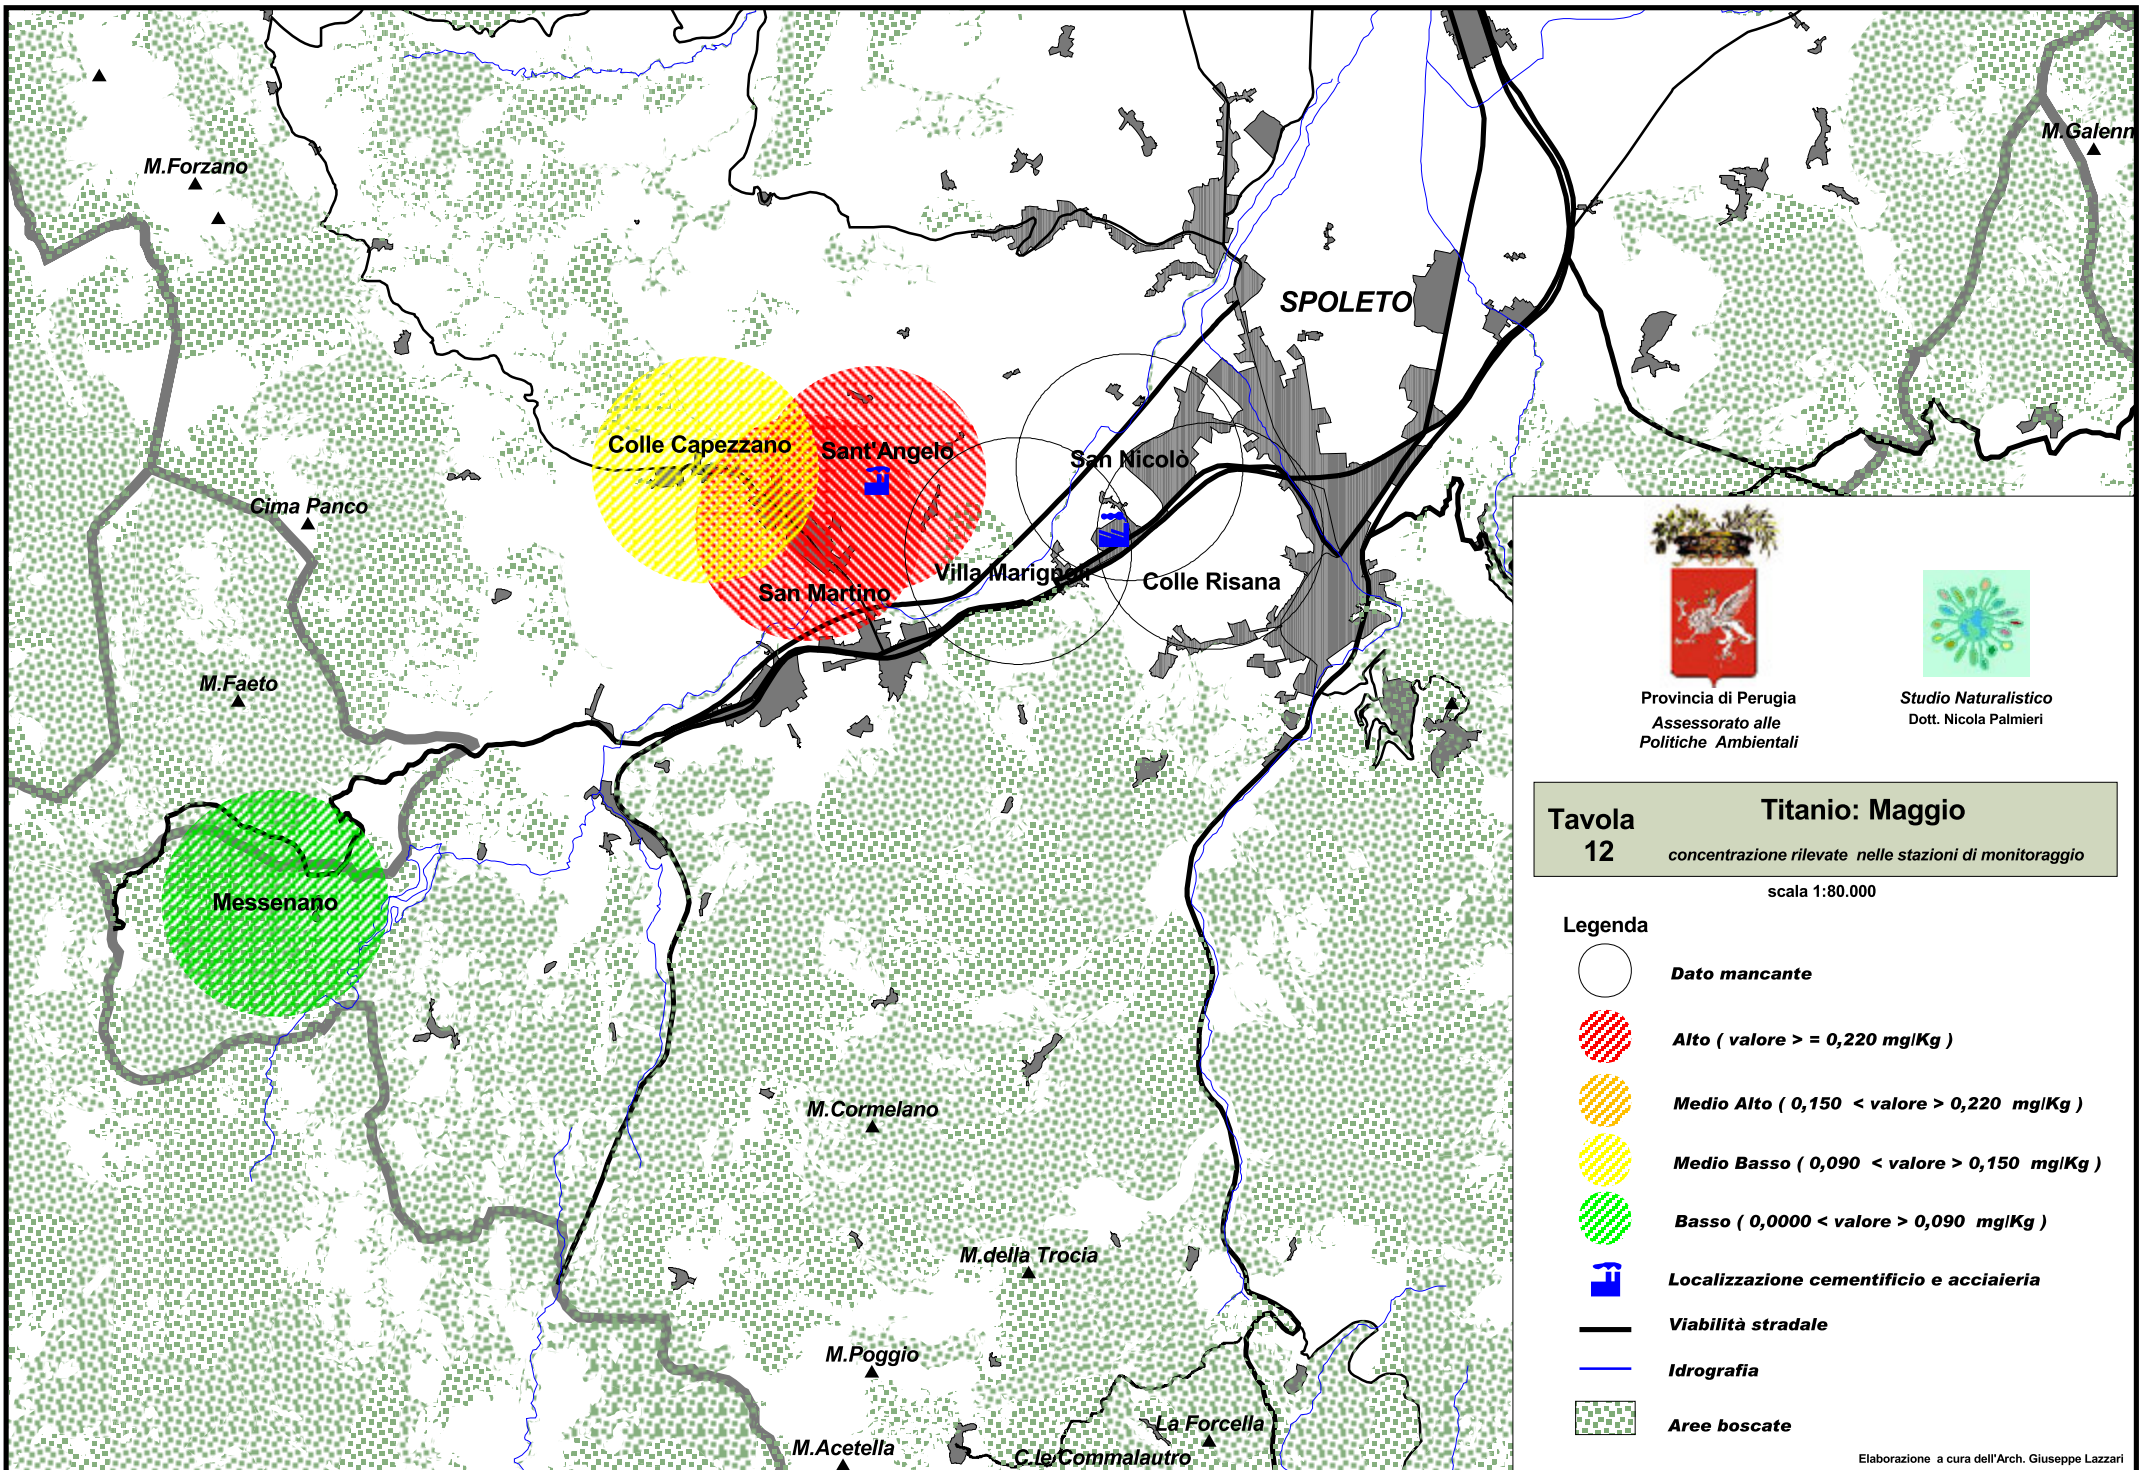 M.Galenn
M.Forzano
SPOLETO
Colle Capezzano
Sant'Angelo
San Nicolò
Cima Panco
Villa Marignoli
Colle Risana
San Martino
M.Faeto
Messenano
M.Cormelano
M.della Trocia
M.Poggio
La Forcella
M.Acetella
C.le Commalautro
Provincia di Perugia
Assessorato alle
Politiche Ambientali
Studio Naturalistico
Dott. Nicola Palmieri
Tavola
12
Titanio: Maggio
concentrazione rilevate nelle stazioni di monitoraggio
scala 1:80.000
Legenda
Dato mancante
Alto ( valore > = 0,220 mg/Kg )
Medio Alto ( 0,150 < valore > 0,220 mg/Kg )
Medio Basso ( 0,090 < valore > 0,150 mg/Kg )
Basso ( 0,0000 < valore > 0,090 mg/Kg )
Localizzazione cementificio e acciaieria
Viabilità stradale
Idrografia
Aree boscate
Elaborazione a cura dell'Arch. Giuseppe Lazzari